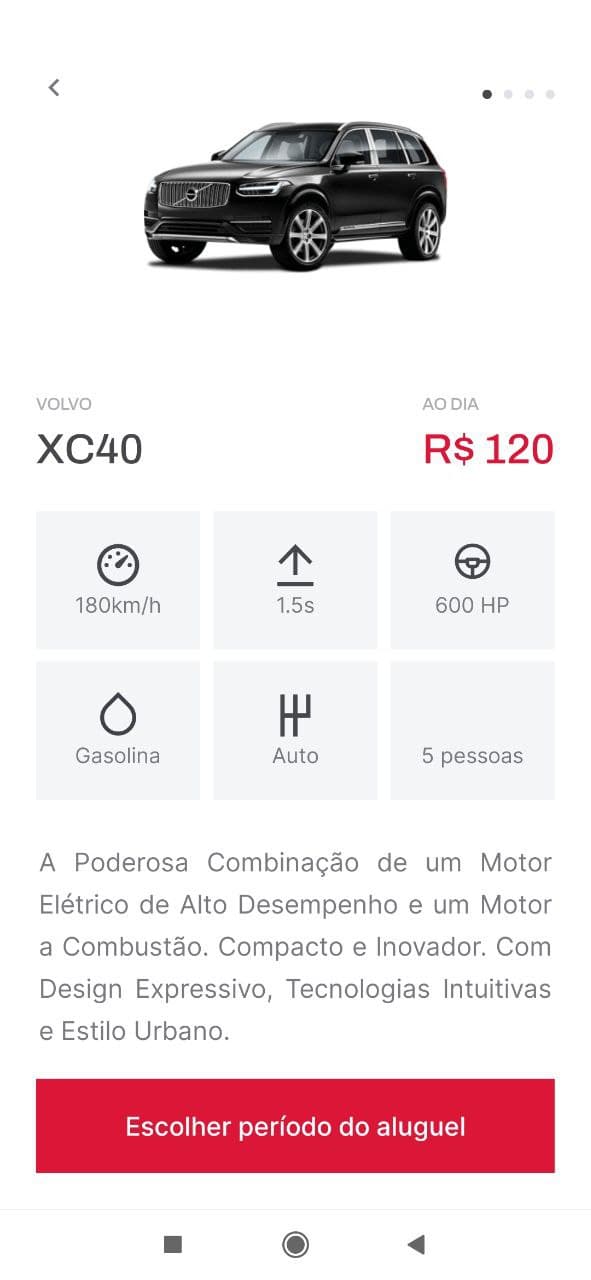 VOLVO
AO DIA
XC40
R$ 120
180km/h
1.5s
600 HP
Gasolina
Auto
5 pessoas
A Poderosa Combinação de um Motor
Elétrico de Alto Desempenho e um Motor
a Combustão. Compacto e Inovador. Com
Design Expressivo, Tecnologias Intuitivas
e Estilo Urbano.
Escolher período do aluguel